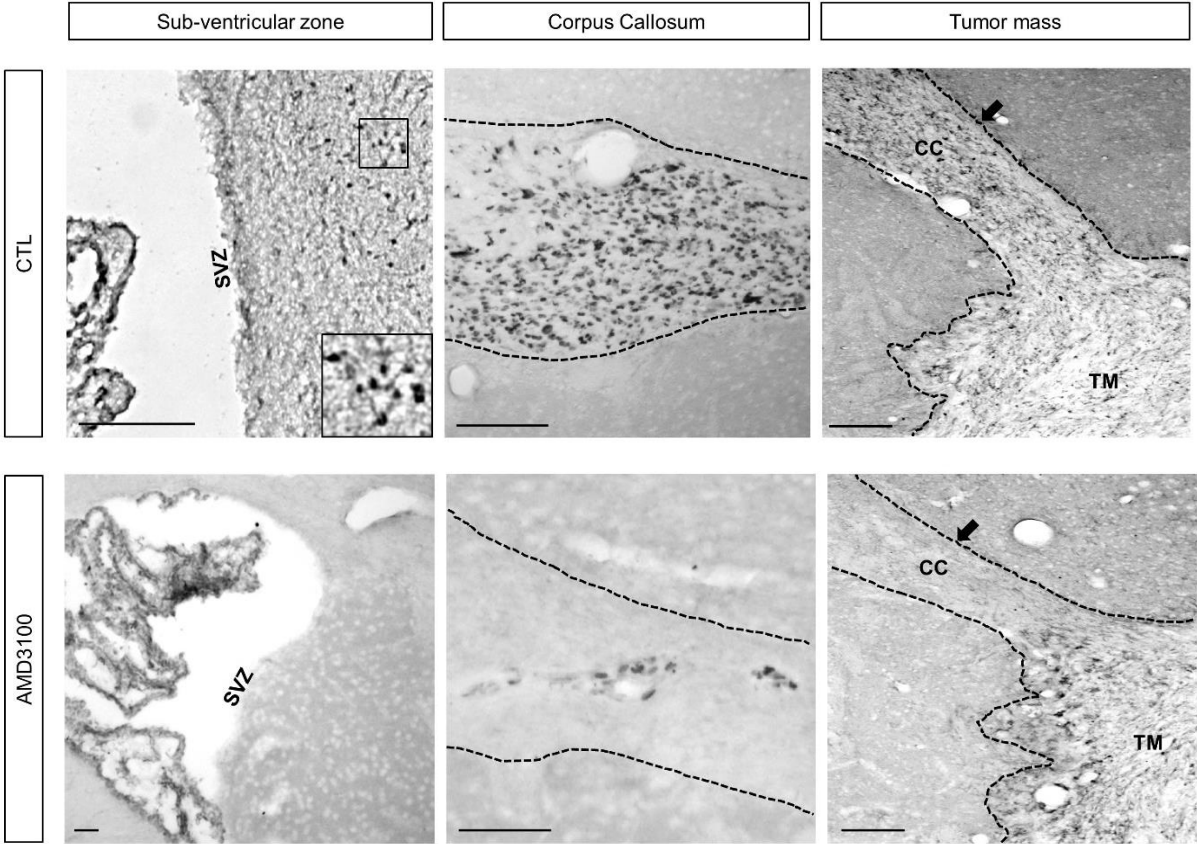 Sub-ventricular zone
Corpus Callosum
Tumor mass
CTL
SVZ
CC
TM
AMD3100
SVZ
CC
TM